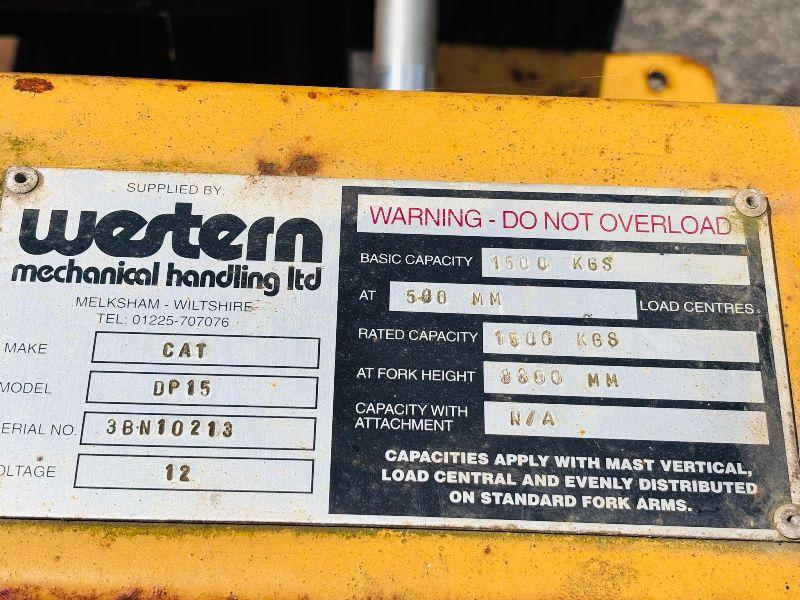 SUPPLIED BY:
western
mechanical handling ltd
MELKSHAM - WILTSHIRE
TEL: 01225-707076
MAKE CAT
MODEL DP15
ERIAL NO. 3BN10213
OLTAGE 12
WARNING - DO NOT OVERLOAD
BASIC CAPACITY 1500 KGS
AT 500 MM LOAD CENTRES
RATED CAPACITY 1500 KGS
AT FORK HEIGHT 3300 MM
CAPACITY WITH
ATTACHMENT N/A
CAPACITIES APPLY WITH MAST VERTICAL,
LOAD CENTRAL AND EVENLY DISTRIBUTED
ON STANDARD FORK ARMS.